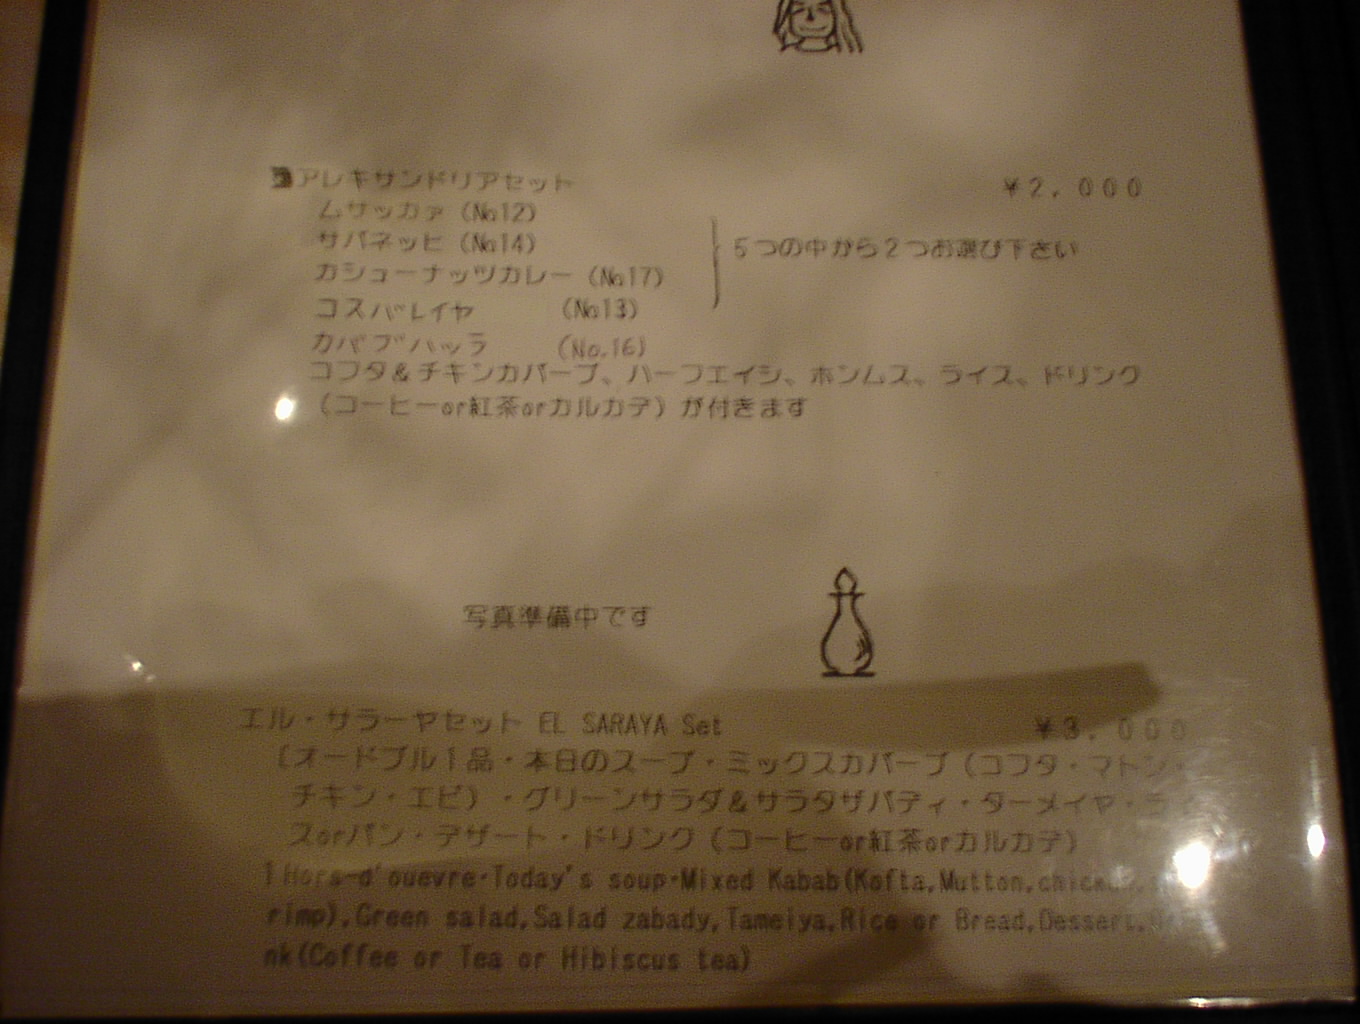 アレキサンドリアセット ¥2,000
ムサッカァ (No12)
サバネッヒ (No14)
カシューナッツカレー (No17)
5つの中から2つお選び下さい
コスバレイヤ (No13)
カバブハッラ (No.16)
コフタ&チキンカバーブ、ハーフエイシ、ホンムス、ライス、ドリンク
(コーヒーor紅茶orカルカデ)が付きます
写真準備中です
エル・サラーヤセット EL SARAYA Set ¥3,000
(オードブル1品・本日のスープ・ミックスカバーブ(コフタ・マトン・
チキン・エビ)・グリーンサラダ&サラダザバディ・ターメイヤ・ラ
スorパン・デザート・ドリンク(コーヒーor紅茶orカルカデ)
1Hors-d'ouevre・Today's soup・Mixed Kabab(Kofta,Mutton,
rimp),Green salad,Salad zabady,Tameiya,Rice or Bread,Dessert,
nk(Coffee or Tea or Hibiscus tea)